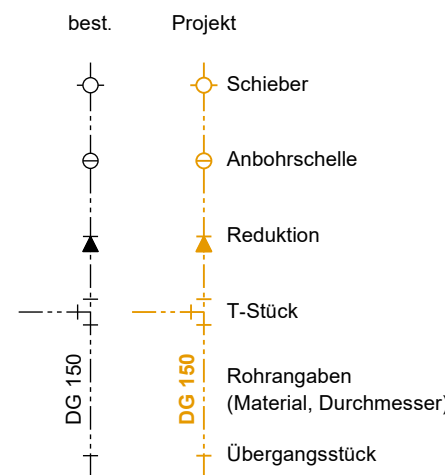 best. Projekt
Schieber
Anbohrschelle
Reduktion
T-Stück
DG 150 DG 150
Rohrangaben
(Material, Durchmesser)
Übergangsstück